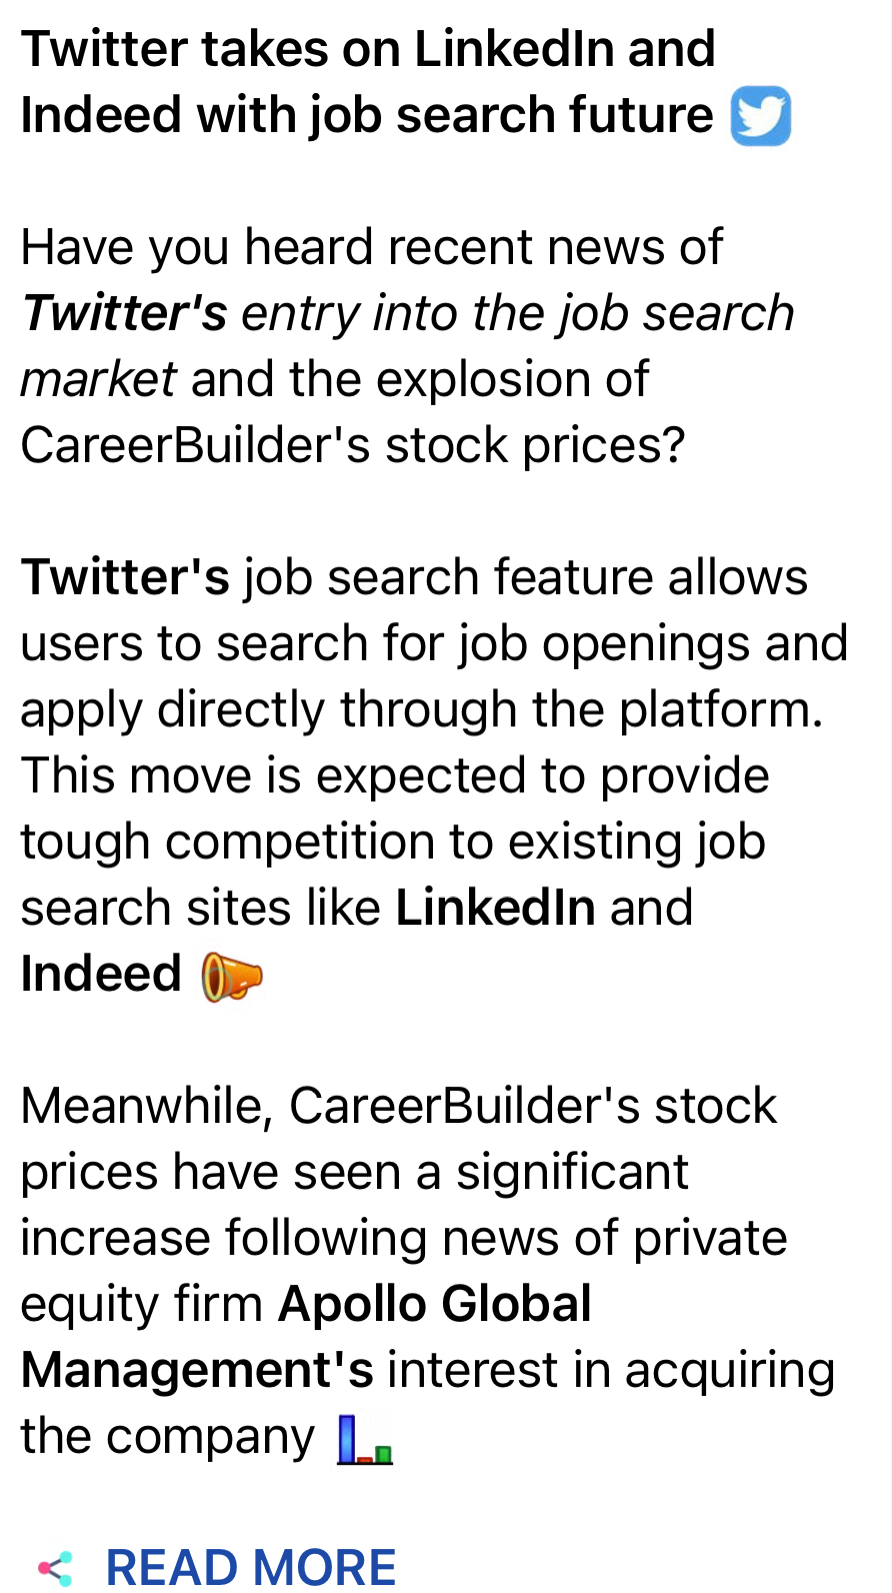 Twitter takes on LinkedIn and
Indeed with job search future
Have you heard recent news of
Twitter's entry into the job search
market and the explosion of
CareerBuilder's stock prices?
Twitter's job search feature allows
users to search for job openings and
apply directly through the platform.
This move is expected to provide
tough competition to existing job
search sites like LinkedIn and
Indeed
Meanwhile, CareerBuilder's stock
prices have seen a significant
increase following news of private
equity firm Apollo Global
Management's interest in acquiring
the company
READ MORE